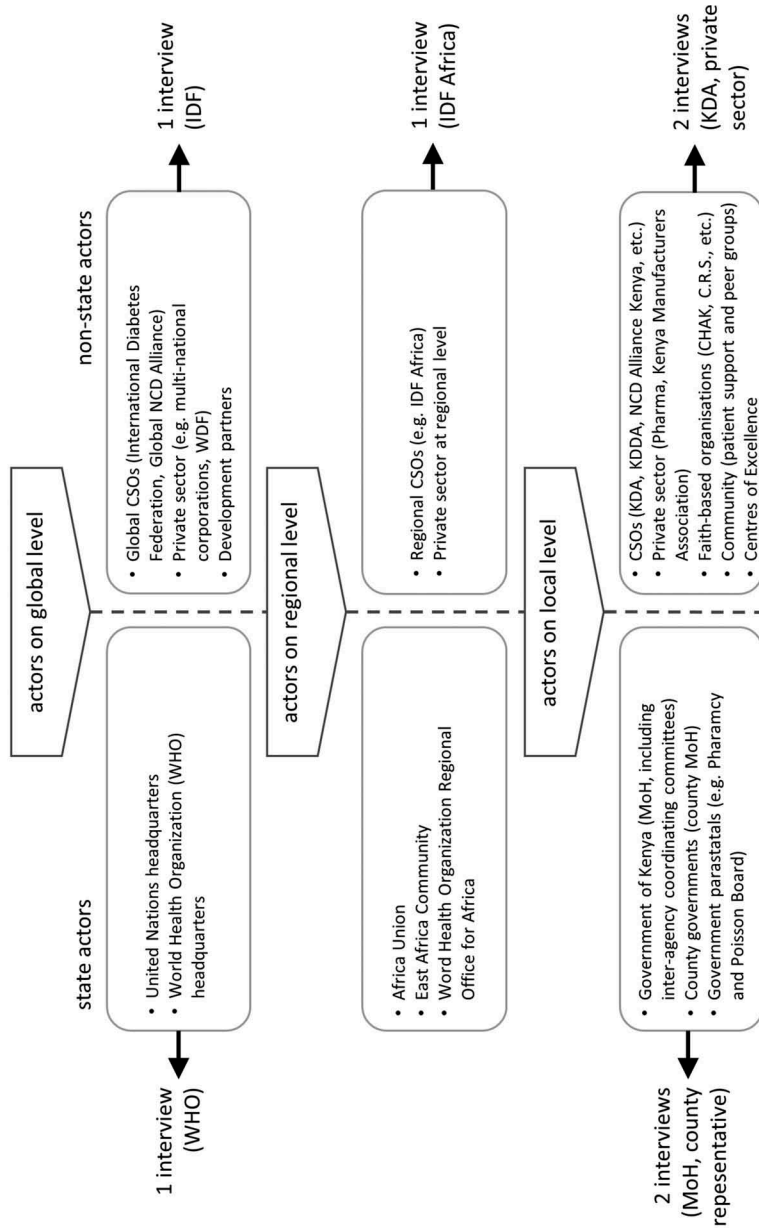 state actors
non-state actors
actors on global level
1 interview
(WHO)
• United Nations headquarters
• World Health Organization (WHO)
headquarters
• Global CSOs (International Diabetes
Federation, Global NCD Alliance)
• Private sector (e.g. multi-national
corporations, WDF)
• Development partners
1 interview
(IDF)
actors on regional level
• Africa Union
• East Africa Community
• Word Health Organization Regional
Office for Africa
• Regional CSOs (e.g. IDF Africa)
• Private sector at regional level
1 interview
(IDF Africa)
actors on local level
2 interviews
(MoH, county
repesentative)
• Government of Kenya (MoH, including
inter-agency coordinating committees)
• County governments (county MoH)
• Government parastatals (e.g. Pharamcy
and Poisson Board)
• CSOs (KDA, KDDA, NCD Alliance Kenya, etc.)
• Private sector (Pharma, Kenya Manufacturers
Association)
• Faith-based organisations (CHAK, C.R.S., etc.)
• Community (patient support and peer groups)
• Centres of Excellence
2 interviews
(KDA, private
sector)